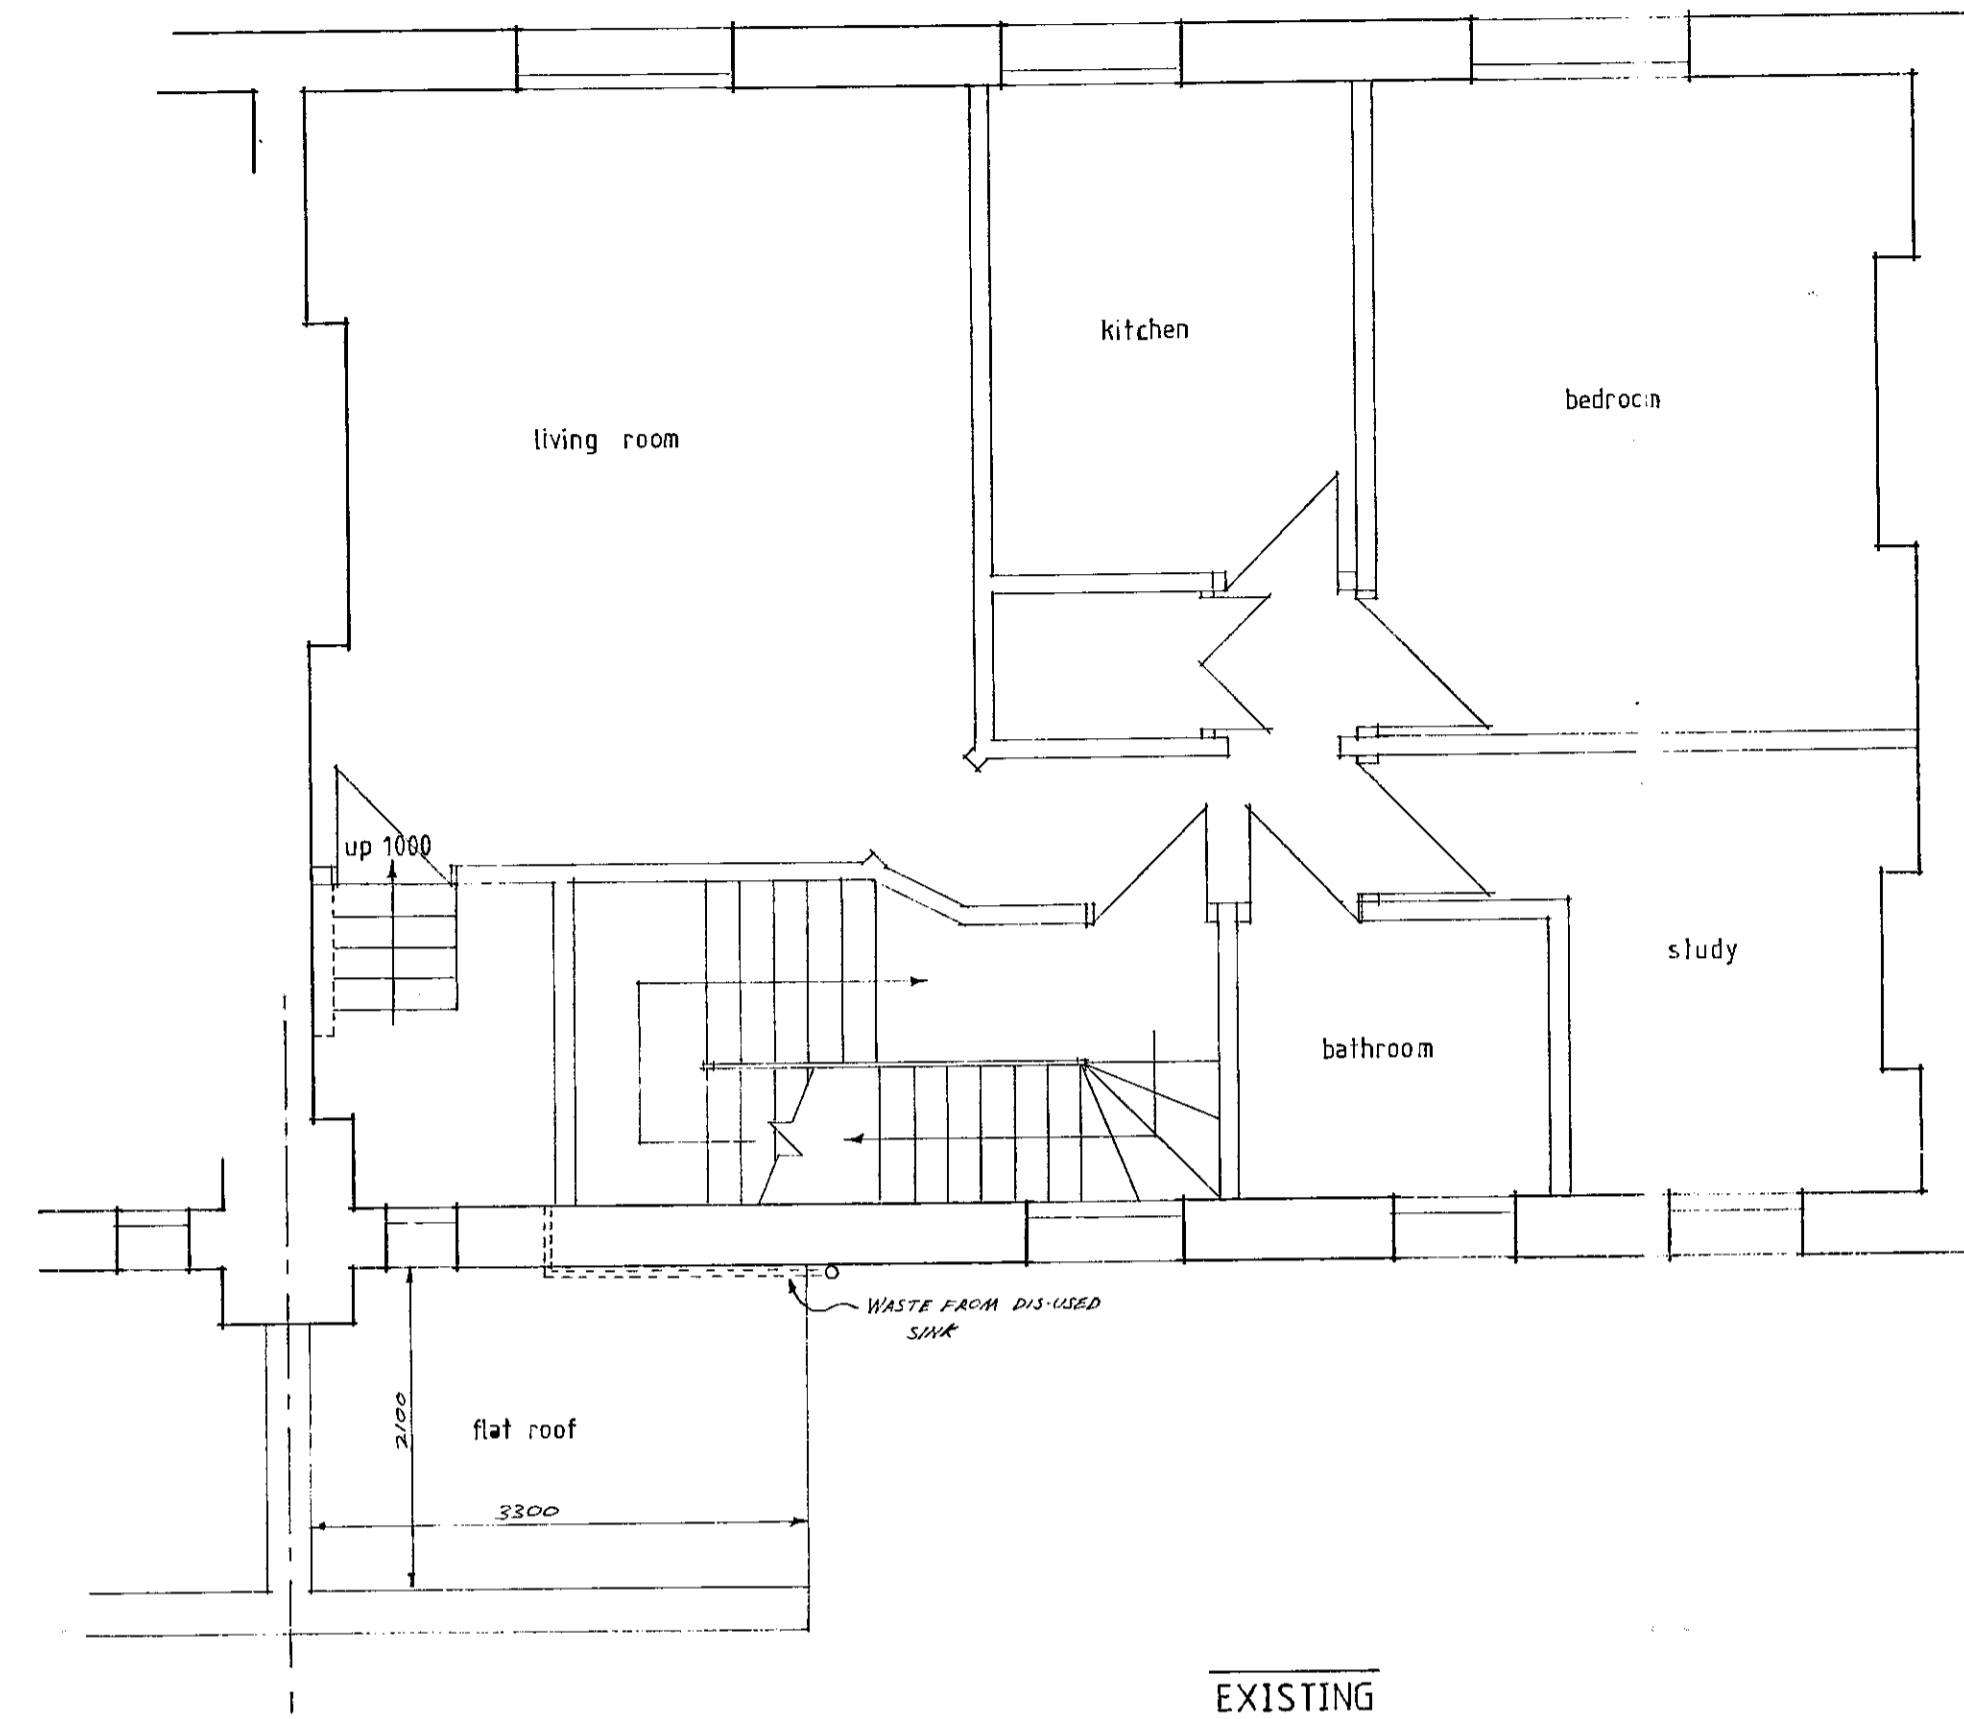 kitchen
bedroom
living room
up 1000
study
bathroom
WASTE FROM DIS-USED
SINK
2100
flat roof
3300
EXISTING